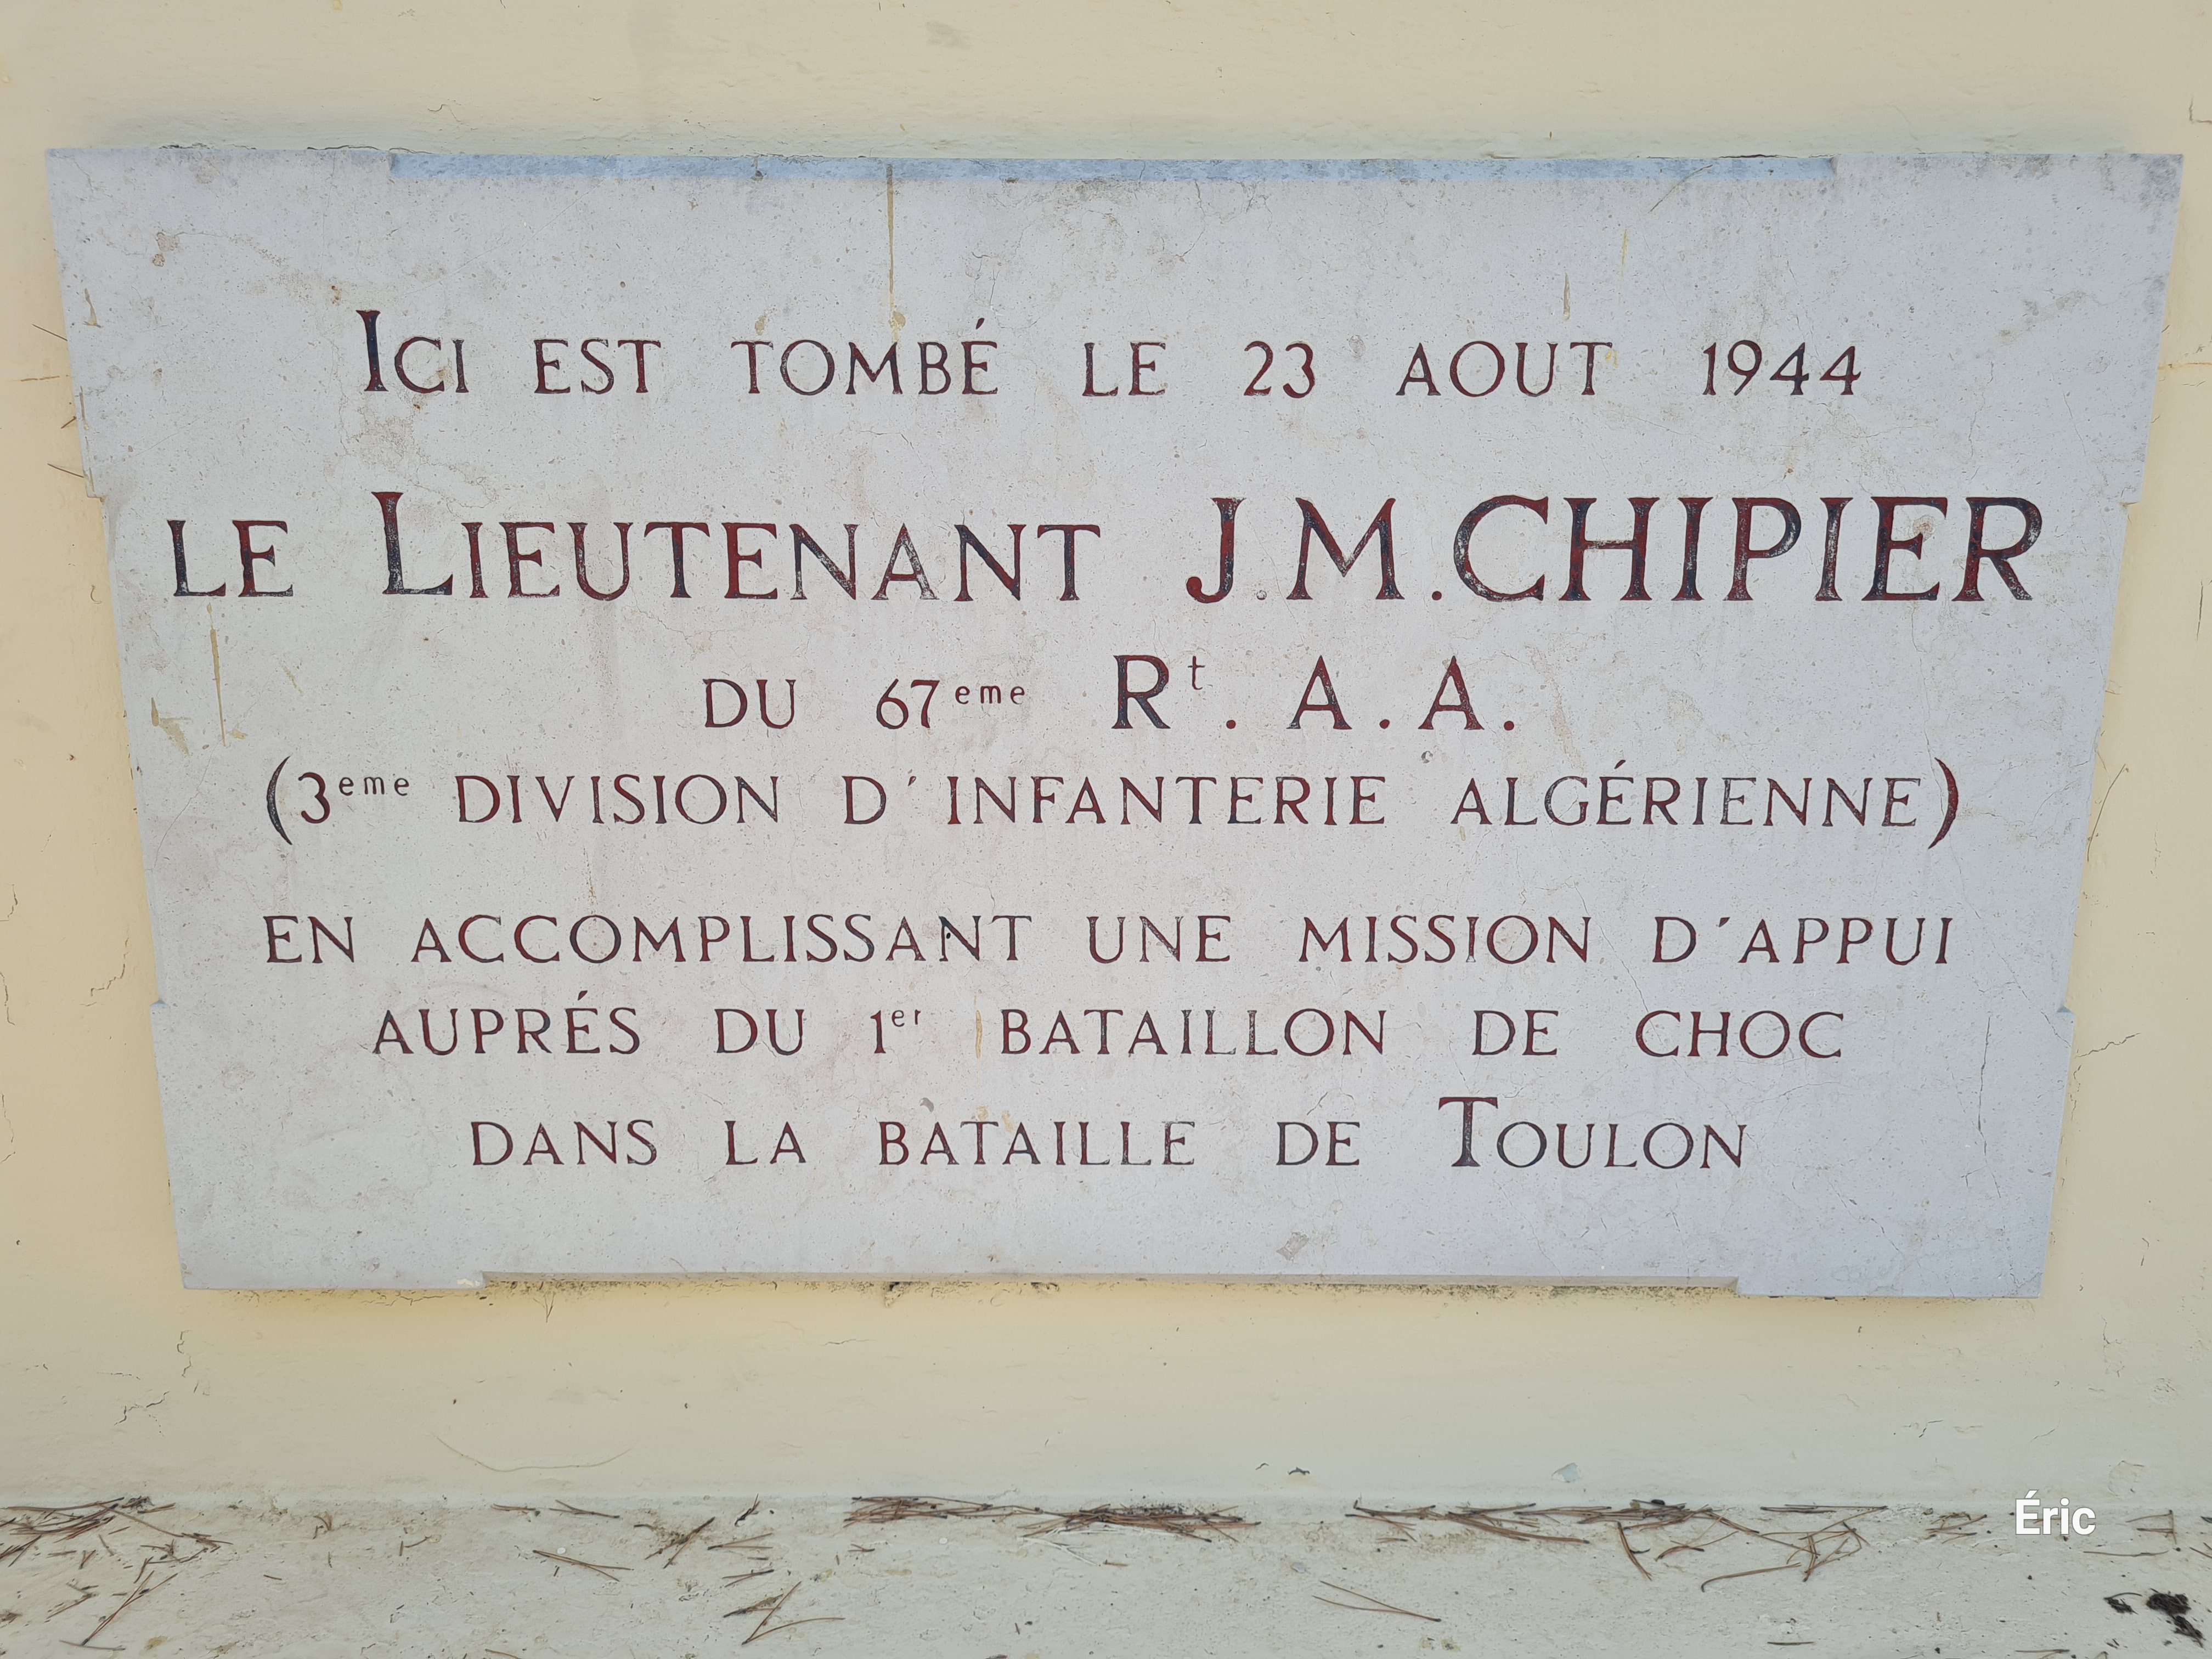 ICI EST TOMBÉ LE 23 AOUT 1944
LE LIEUTENANT J.M.CHIPIER
DU 67eme Rt. A. A.
(3eme DIVISION D'INFANTERIE ALGÉRIENNE)
EN ACCOMPLISSANT UNE MISSION D'APPUI
AUPRÉS DU 1er BATAILLON DE CHOC
DANS LA BATAILLE DE TOULON
Éric